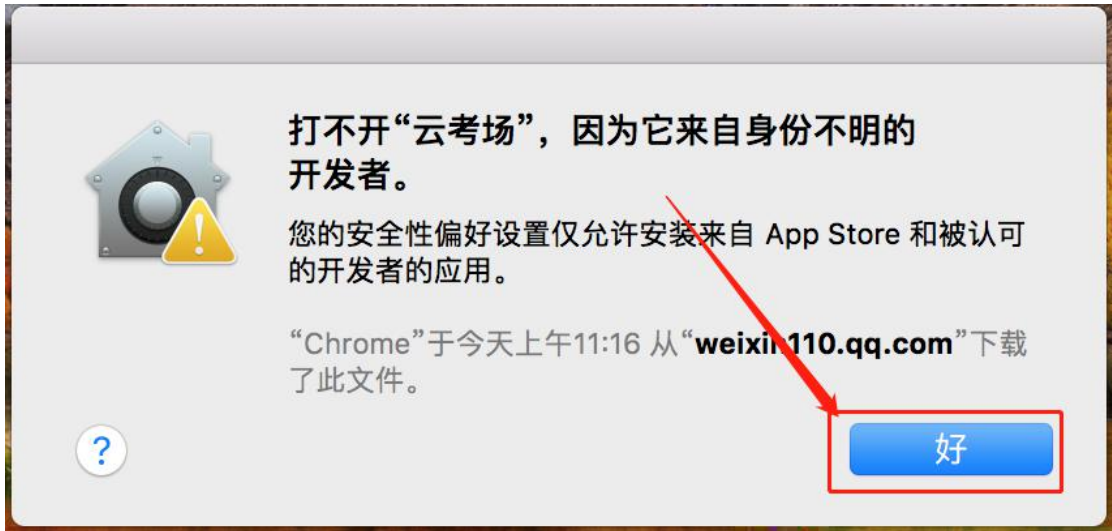 打不开“云考场”，因为它来自身份不明的
开发者。
您的安全性偏好设置仅允许安装来自 App Store 和被认可
的开发者的应用。
“Chrome”于今天上午11:16 从“weixin110.qq.com”下载
了此文件。
?
好